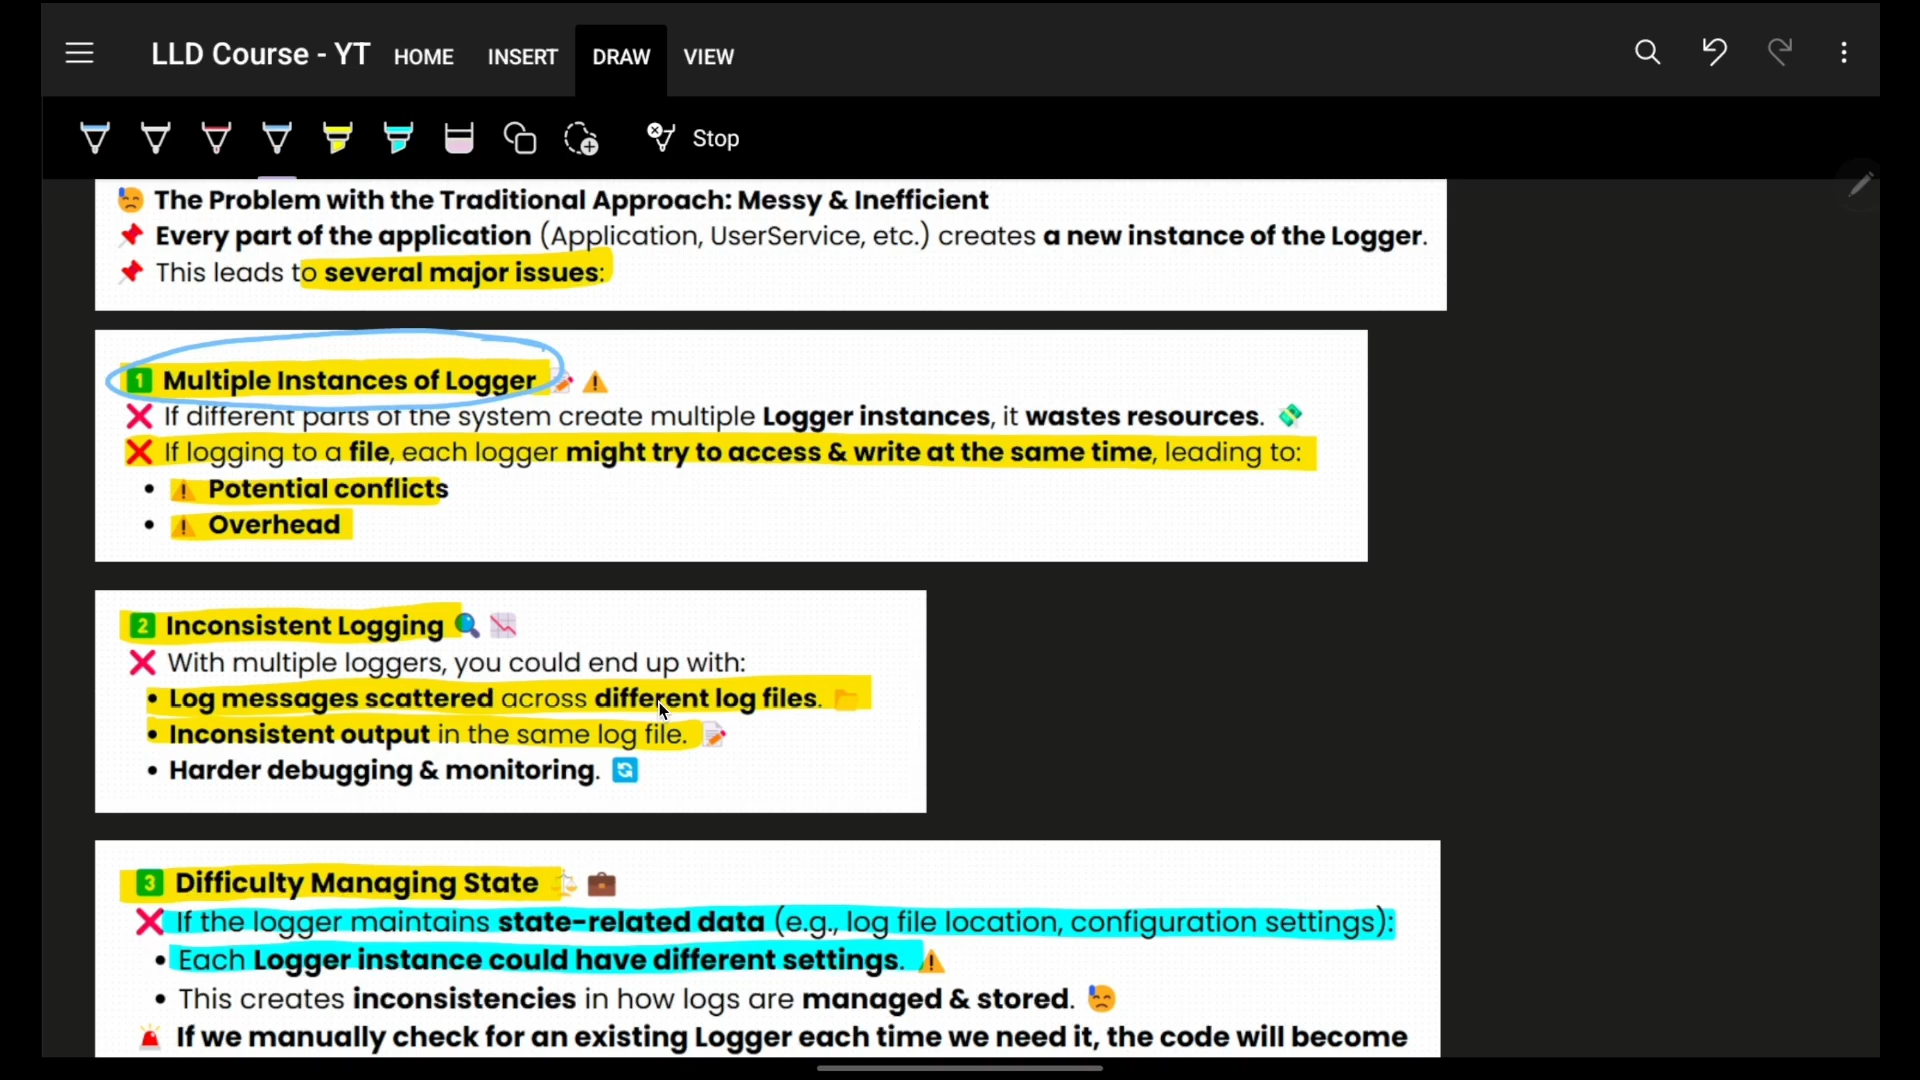 LLD Course - YT HOME INSERT DRAW VIEW
Stop
😓 The Problem with the Traditional Approach: Messy & Inefficient
📌 Every part of the application (Application, UserService, etc.) creates a new instance of the Logger.
📌 This leads to several major issues:
1️⃣ Multiple Instances of Logger 📝 ⚠️
❌ If different parts of the system create multiple Logger instances, it wastes resources. 💸
❌ If logging to a file, each logger might try to access & write at the same time, leading to:
• ⚠️ Potential conflicts
• ⚠️ Overhead
2️⃣ Inconsistent Logging 🔍 📉
❌ With multiple loggers, you could end up with:
• Log messages scattered across different log files. 📂
• Inconsistent output in the same log file. 📝
• Harder debugging & monitoring. 🔄
3️⃣ Difficulty Managing State ⚖️ 💼
❌ If the logger maintains state-related data (e.g., log file location, configuration settings):
• Each Logger instance could have different settings. ⚠️
• This creates inconsistencies in how logs are managed & stored. 😓
🚨 If we manually check for an existing Logger each time we need it, the code will become